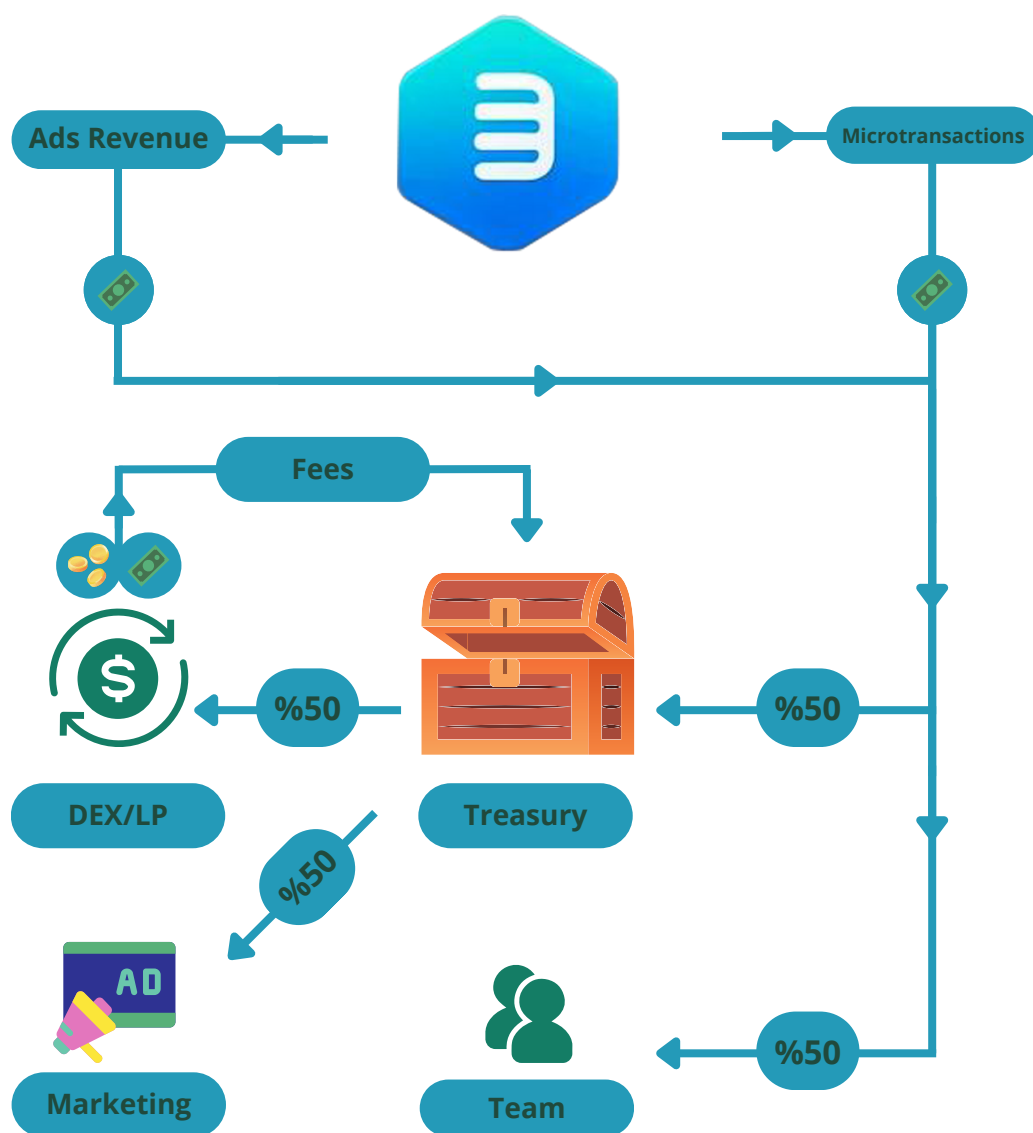 Ads Revenue
Microtransactions
Fees
%50
%50
DEX/LP
Treasury
%50
AD
Marketing
Team
%50